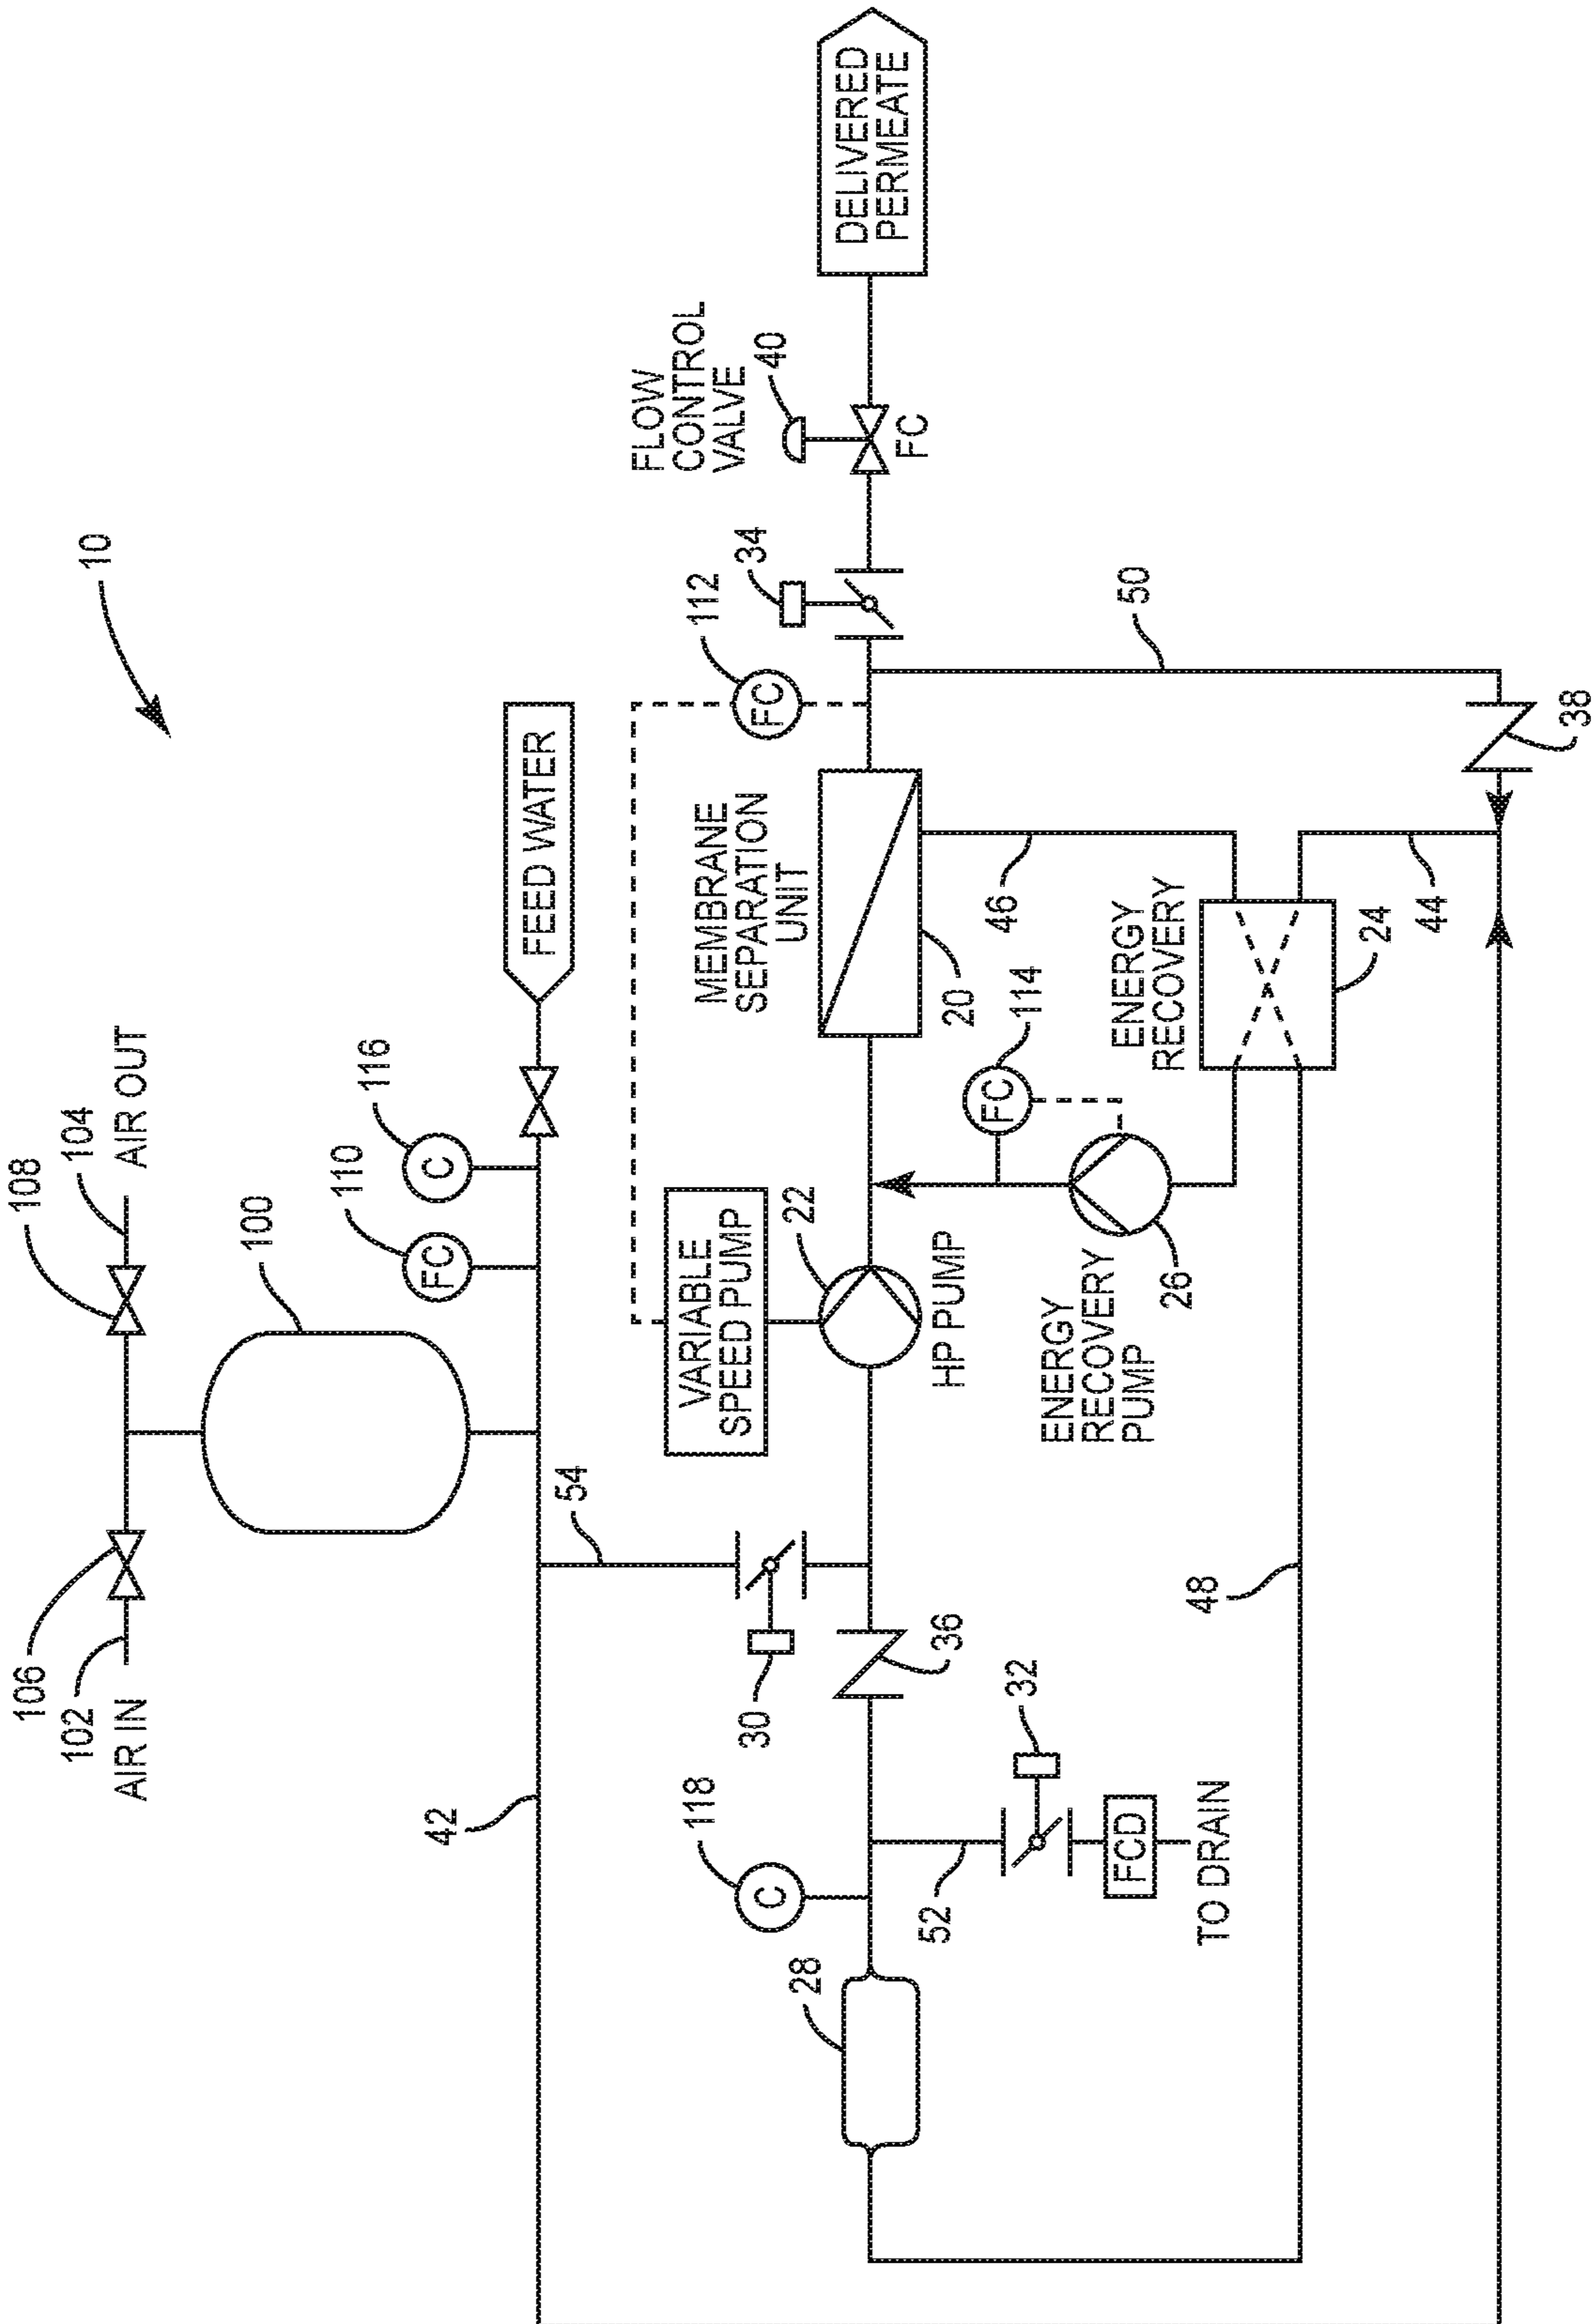 10
106
102
AIR IN
108
104
AIR OUT
100
110
FC
116
C
FEED WATER
42
54
118
C
28
30
36
52
32
FCD
TO DRAIN
VARIABLE
SPEED PUMP
22
HP PUMP
MEMBRANE
SEPARATION
UNIT
20
112
FC
34
FLOW
CONTROL
VALVE
40
FC
DELIVERED
PERMEATE
114
FC
ENERGY
RECOVERY
PUMP
26
ENERGY
RECOVERY
24
46
44
48
50
38